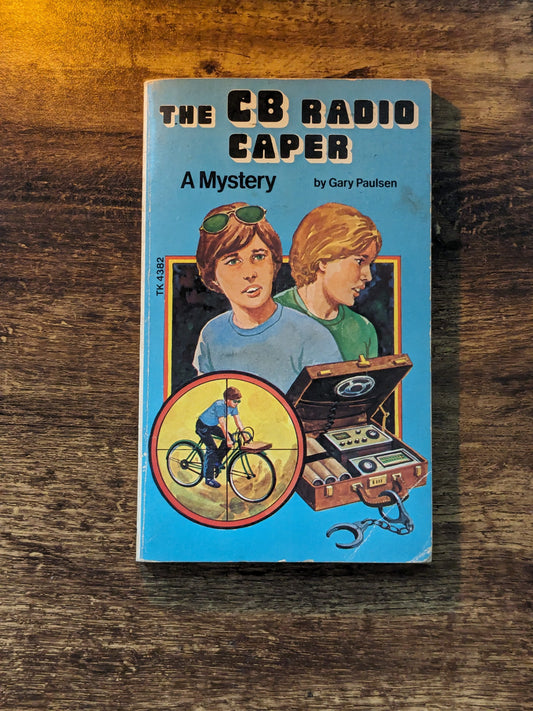 THE CB RADIO
CAPER
A Mystery
by Gary Paulsen
TK 4382